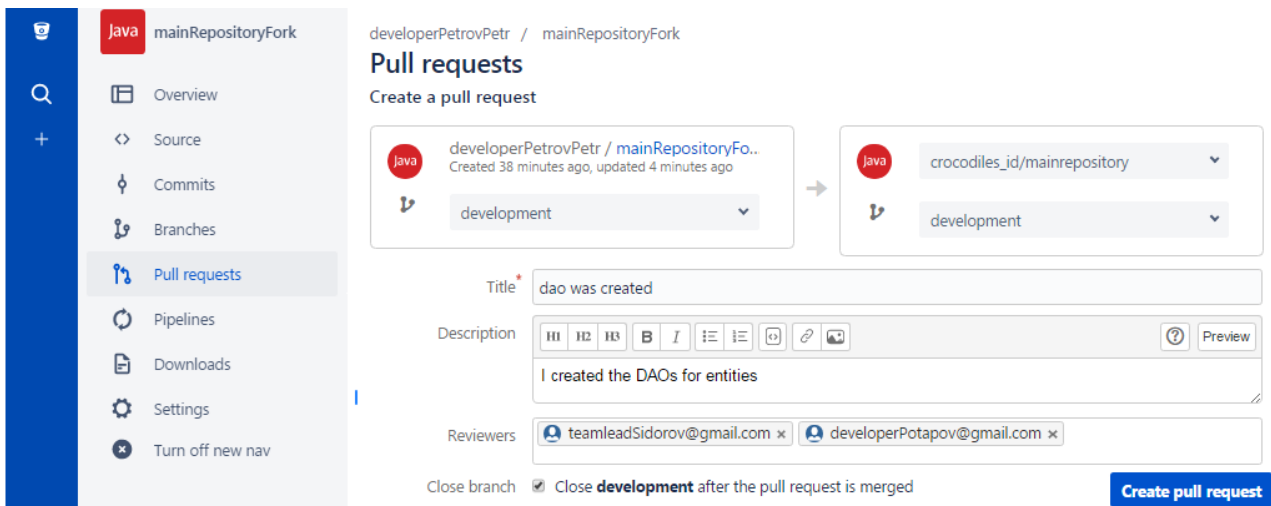 Java mainRepositoryFork
Overview
Source
Commits
Branches
Pull requests
Pipelines
Downloads
Settings
Turn off new nav
developerPetrovPetr / mainRepositoryFork
Pull requests
Create a pull request
Java
developerPetrovPetr / mainRepositoryFo...
Created 38 minutes ago, updated 4 minutes ago
development
Java
crocodiles_id/mainrepository
development
Title* dao was created
Description H1 H2 H3 B I Preview
I created the DAOs for entities
Reviewers teamleadSidorov@gmail.com × developerPotapov@gmail.com ×
Close branch Close development after the pull request is merged
Create pull request